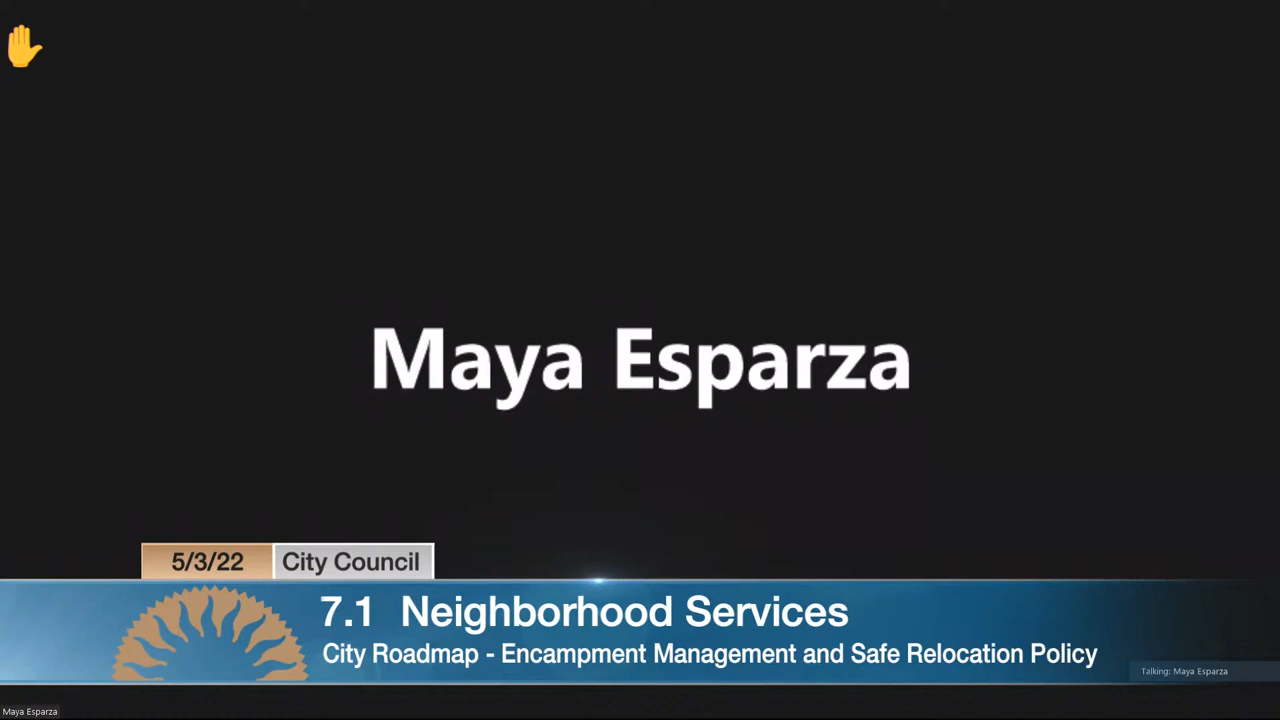 Maya Esparza
5/3/22 City Council
7.1 Neighborhood Services
City Roadmap - Encampment Management and Safe Relocation Policy
Talking: Maya Esparza
Maya Esparza